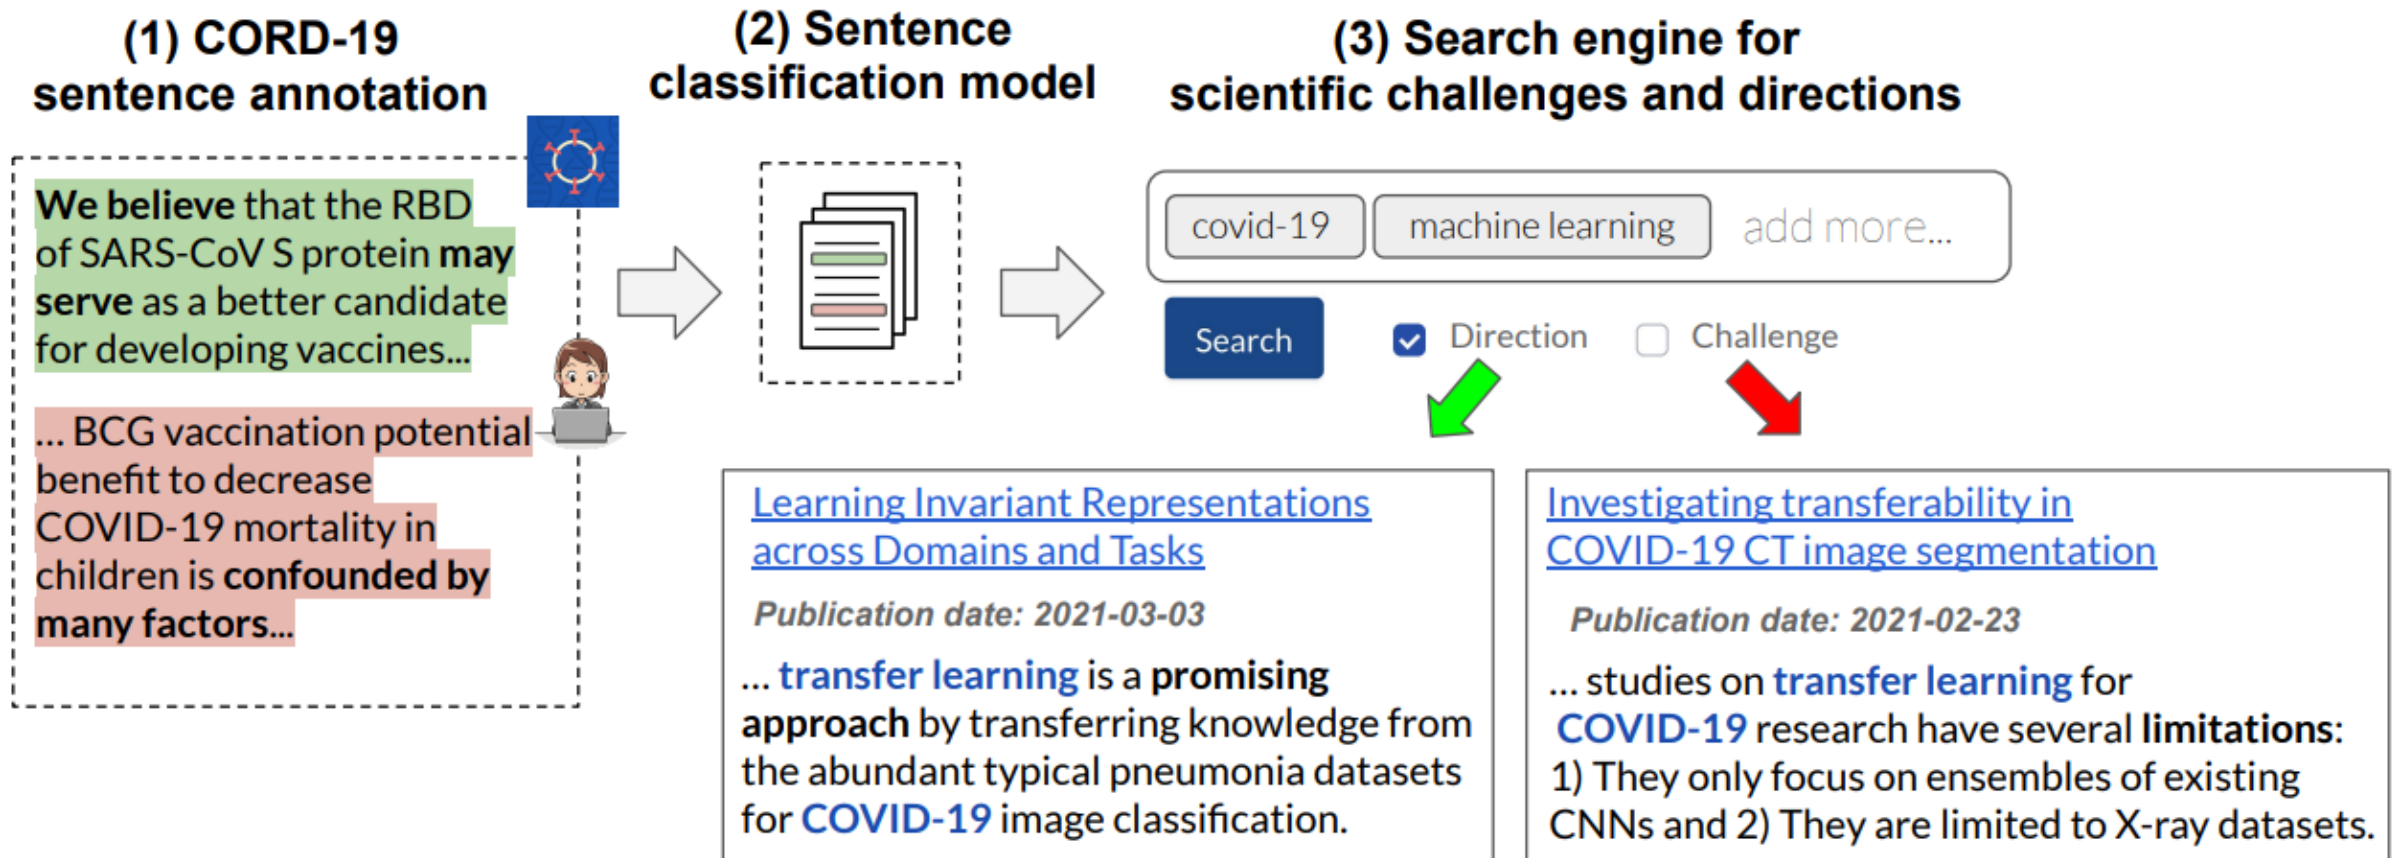 (1) CORD-19
sentence annotation
We believe that the RBD
of SARS-CoV S protein may
serve as a better candidate
for developing vaccines...
... BCG vaccination potential
benefit to decrease
COVID-19 mortality in
children is confounded by
many factors...
(2) Sentence
classification model
(3) Search engine for
scientific challenges and directions
covid-19 machine learning add more...
Search Direction Challenge
Learning Invariant Representations
across Domains and Tasks
Publication date: 2021-03-03
... transfer learning is a promising
approach by transferring knowledge from
the abundant typical pneumonia datasets
for COVID-19 image classification.
Investigating transferability in
COVID-19 CT image segmentation
Publication date: 2021-02-23
... studies on transfer learning for
COVID-19 research have several limitations:
1) They only focus on ensembles of existing
CNNs and 2) They are limited to X-ray datasets.